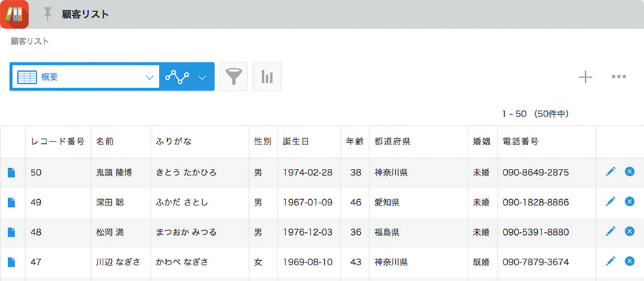 顧客リスト
顧客リスト
概要
1 - 50 （50件中）
レコード番号 名前 ふりがな 性別 誕生日 年齢 都道府県 婚姻 電話番号
50 鬼頭 隆博 きとう たかひろ 男 1974-02-28 38 神奈川県 未婚 090-8649-2875
49 深田 聡 ふかだ さとし 男 1967-01-09 46 愛知県 未婚 090-1828-8866
48 松岡 満 まつおか みつる 男 1976-12-03 36 福島県 未婚 090-5391-8880
47 川辺 なぎさ かわべ なぎさ 女 1969-08-10 43 神奈川県 既婚 090-7879-3674